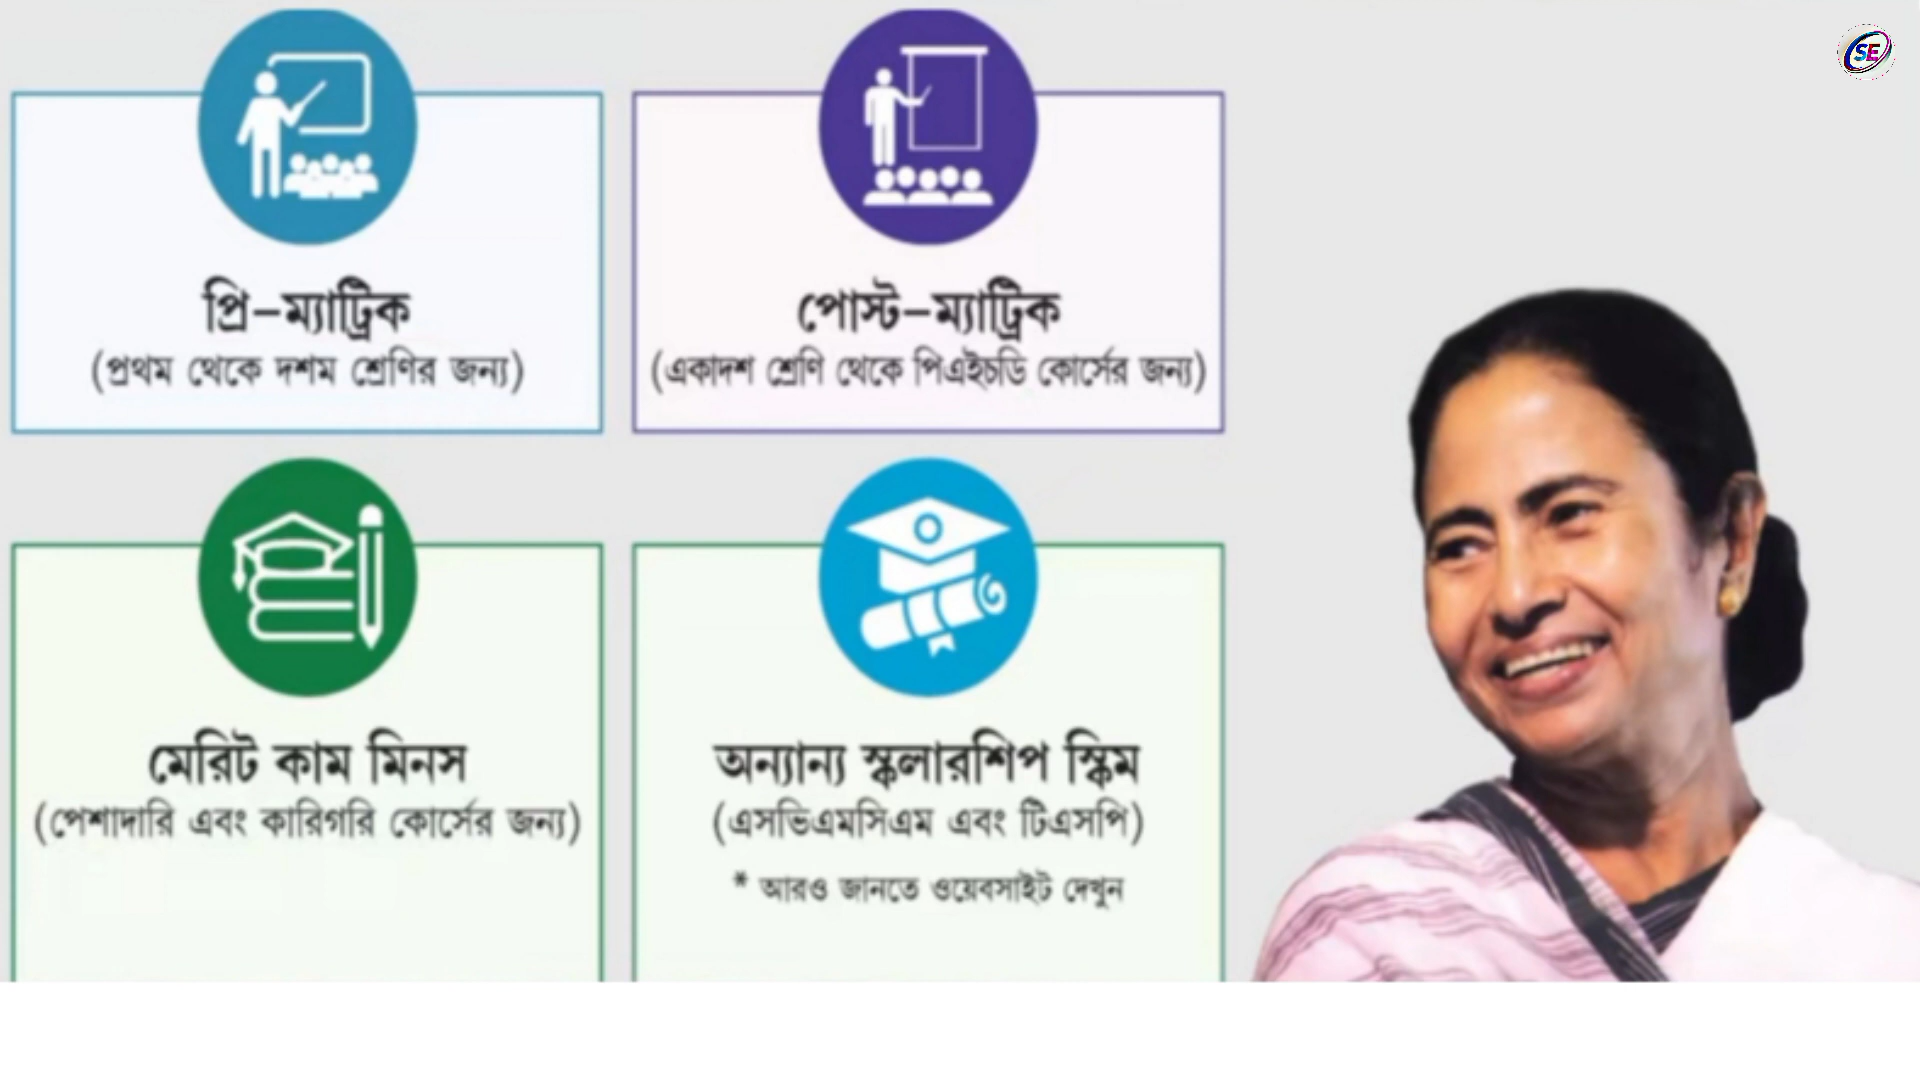 SE
প্রি-ম্যাট্রিক
(প্রথম থেকে দশম শ্রেণির জন্য)
পোস্ট-ম্যাট্রিক
(একাদশ শ্রেণি থেকে পিএইচডি কোর্সের জন্য)
মেরিট কাম মিনস
(পেশাদারি এবং কারিগরি কোর্সের জন্য)
অন্যান্য স্কলারশিপ স্কিম
(এসভিএমসিএম এবং টিএসপি)
* আরও জানতে ওয়েবসাইট দেখুন